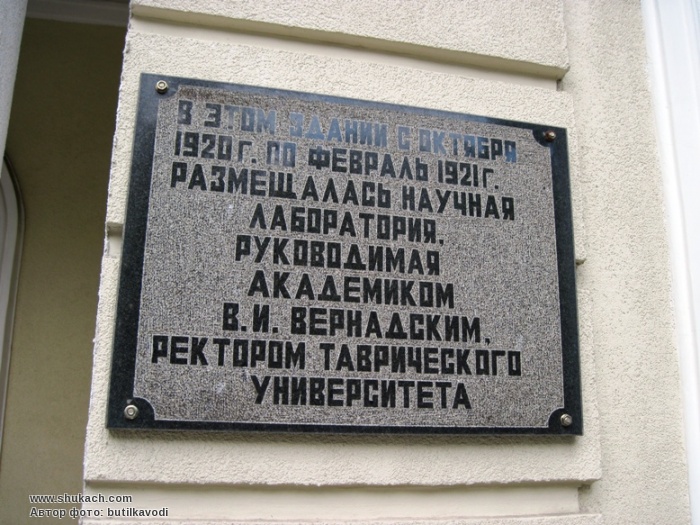 В ЭТОМ ЗДАНИИ С ОКТЯБРЯ
1920 Г. ПО ФЕВРАЛЬ 1921 Г.
РАЗМЕЩАЛАСЬ НАУЧНАЯ
ЛАБОРАТОРИЯ,
РУКОВОДИМАЯ
АКАДЕМИКОМ
В. И. ВЕРНАДСКИМ,
РЕКТОРОМ ТАВРИЧЕСКОГО
УНИВЕРСИТЕТА
www.shukach.com
Автор фото: butilkavodi